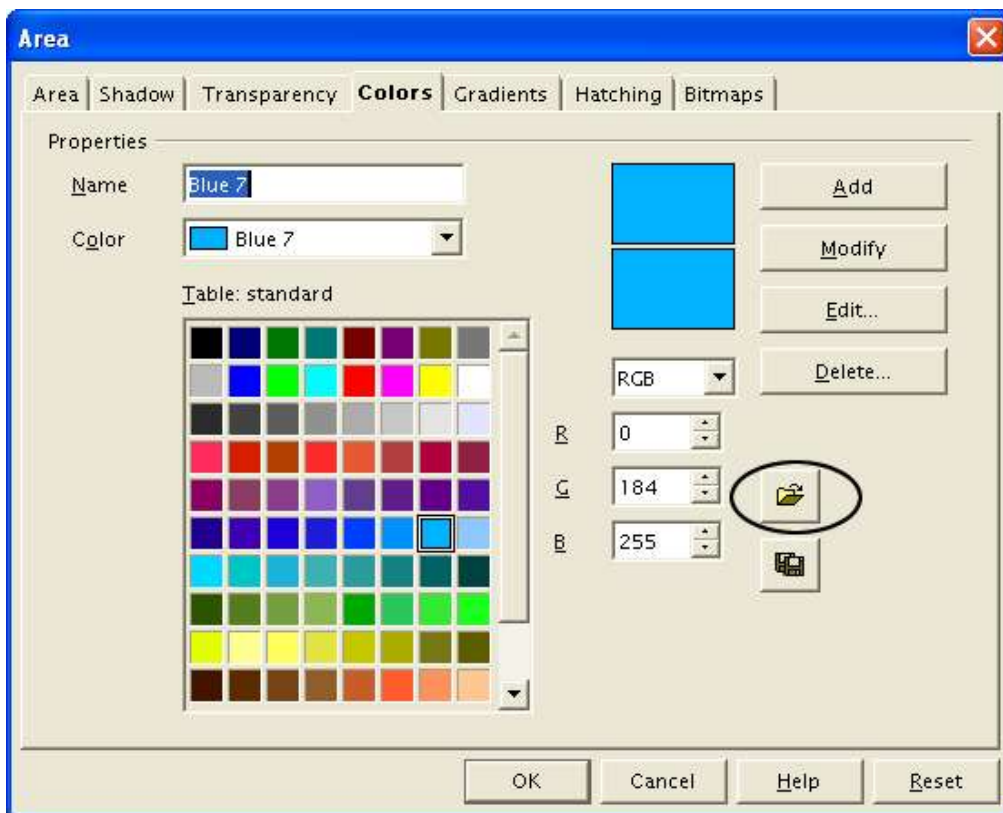 Area
Area Shadow Transparency Colors Gradients Hatching Bitmaps
Properties
Name Blue 7 Add
Color Blue 7 Modify
Table: standard
Edit...
RGB Delete...
R 0
G 184
B 255
OK Cancel Help Reset